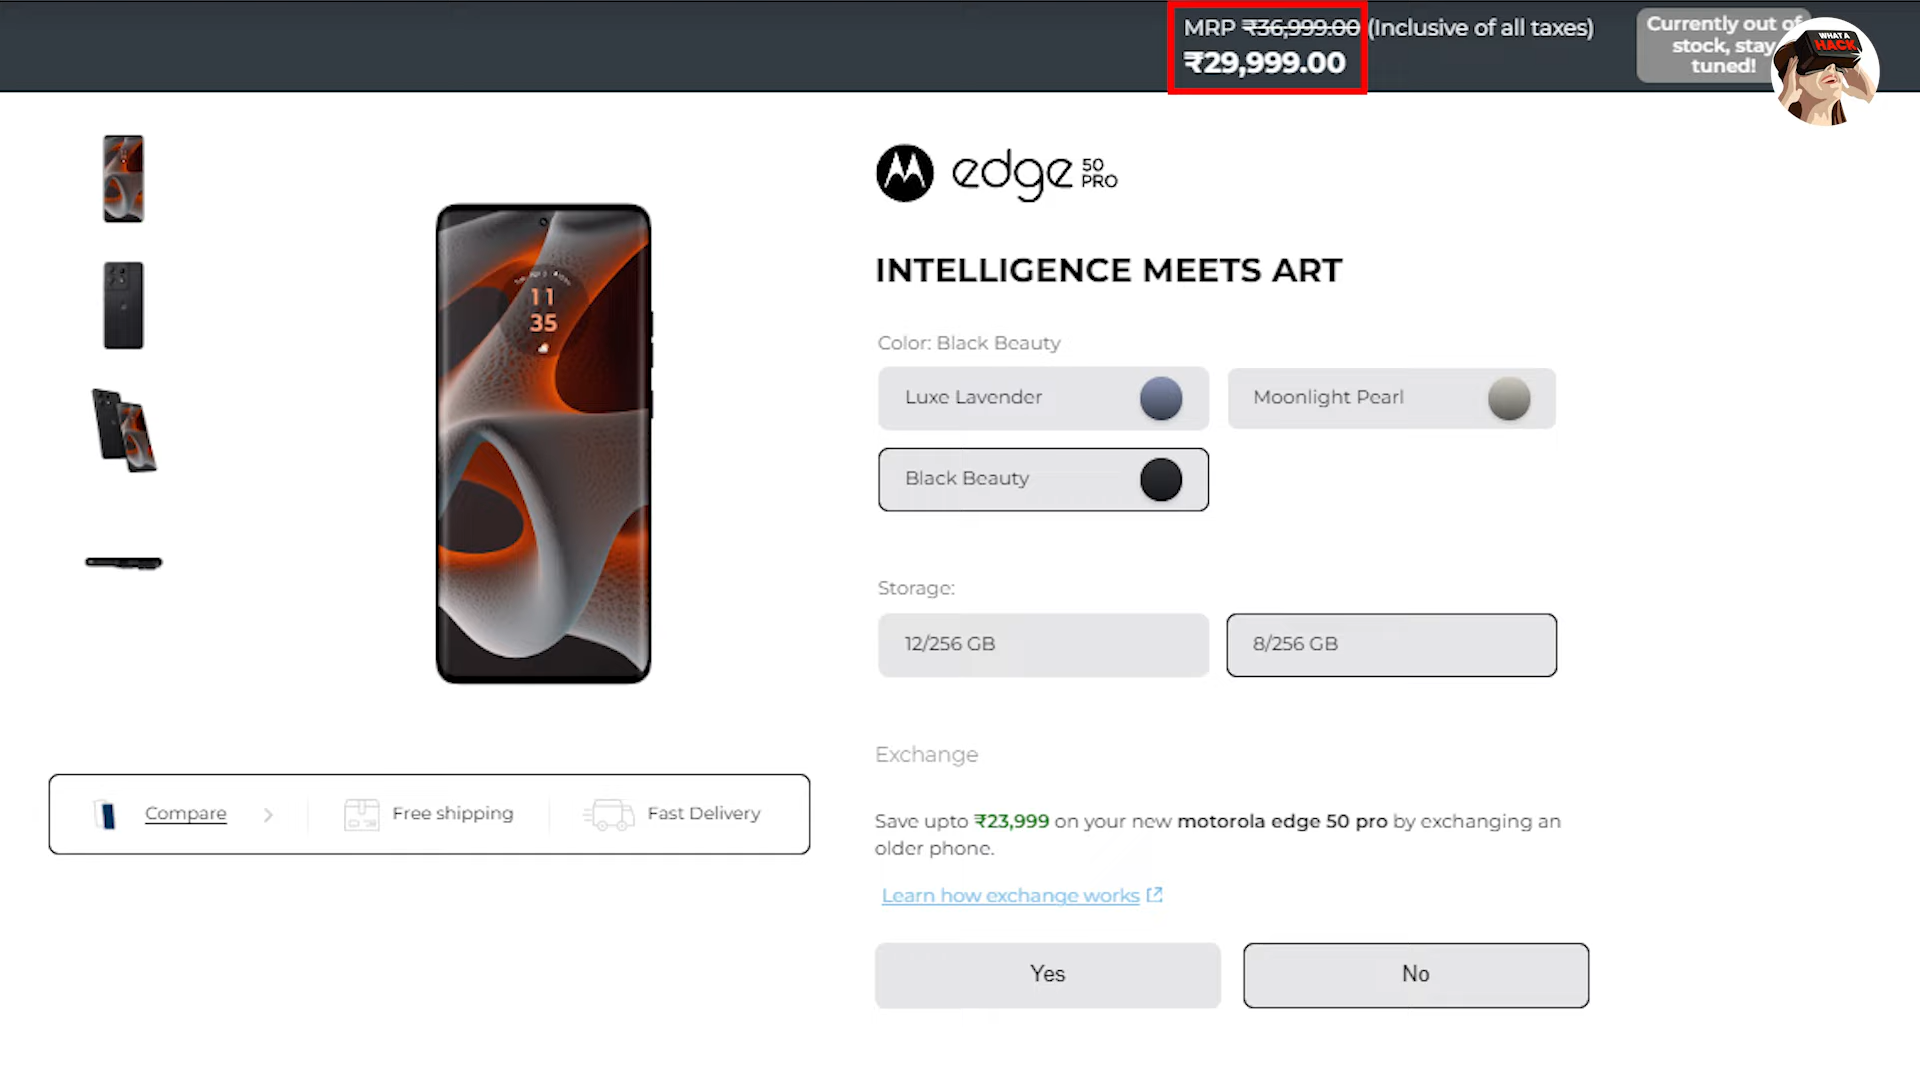 MRP ₹36,999.00 (Inclusive of all taxes)
₹29,999.00
Currently out of
stock, stay
tuned!
WHAT A
HACK
edge 50
PRO
INTELLIGENCE MEETS ART
11
35
Color: Black Beauty
Luxe Lavender
Moonlight Pearl
Black Beauty
Storage:
12/256 GB
8/256 GB
Exchange
Save upto ₹23,999 on your new motorola edge 50 pro by exchanging an
older phone.
Learn how exchange works
Yes
No
Compare
Free shipping
Fast Delivery